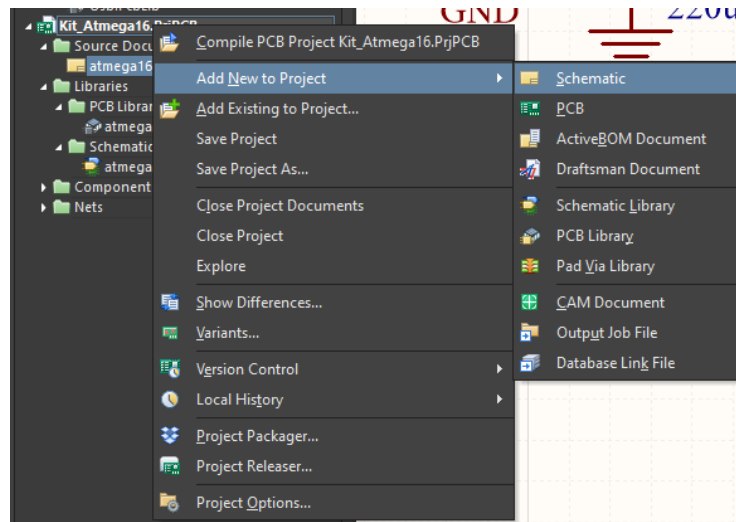 Kit_Atmega16.PrjPCB
Source Docu
atmega16
Libraries
PCB Librar
atmega
Schematic
atmega
Component
Nets
Compile PCB Project Kit_Atmega16.PrjPCB
Add New to Project
Add Existing to Project...
Save Project
Save Project As...
Close Project Documents
Close Project
Explore
Show Differences...
Variants...
Version Control
Local History
Project Packager...
Project Releaser...
Project Options...
GND
220u
Schematic
PCB
ActiveBOM Document
Draftsman Document
Schematic Library
PCB Library
Pad Via Library
CAM Document
Output Job File
Database Link File